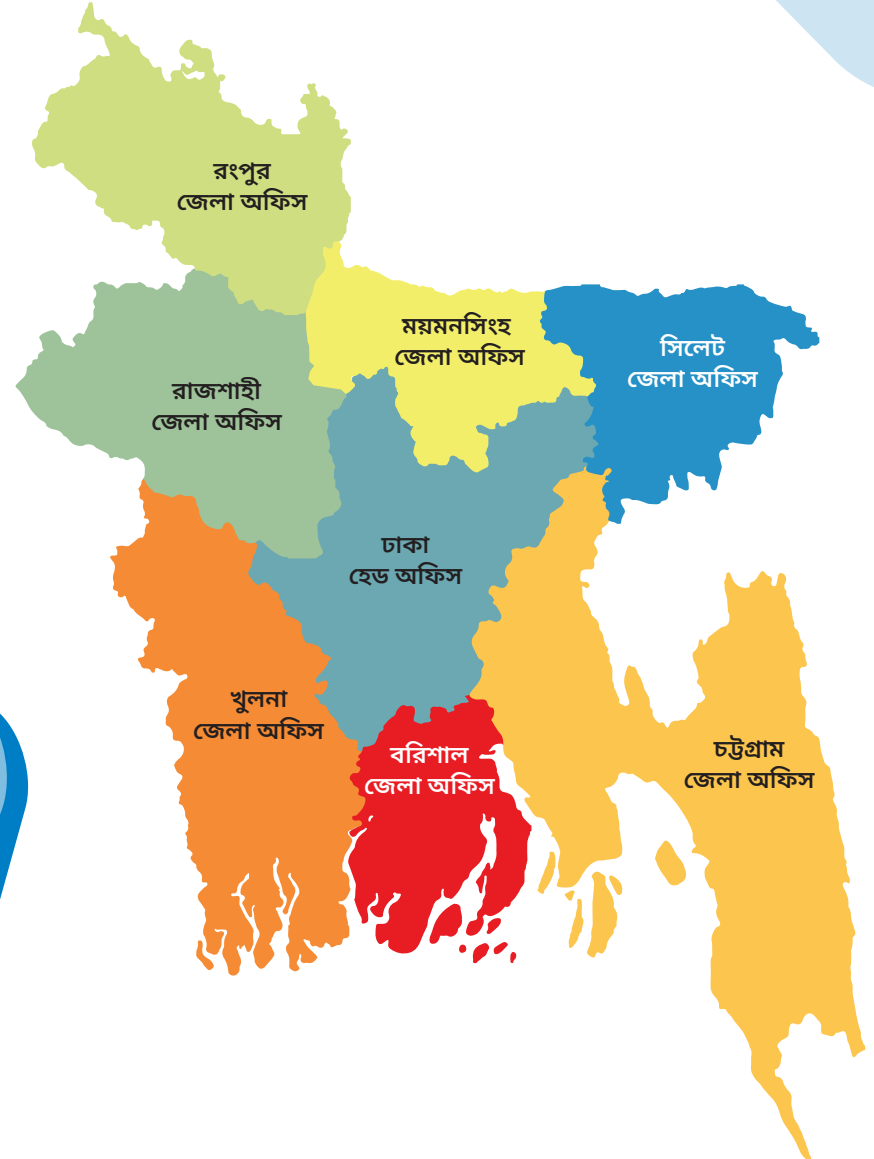 রংপুর
জেলা অফিস
ময়মনসিংহ
জেলা অফিস
সিলেট
জেলা অফিস
রাজশাহী
জেলা অফিস
ঢাকা
হেড অফিস
খুলনা
জেলা অফিস
বরিশাল
জেলা অফিস
চট্টগ্রাম
জেলা অফিস